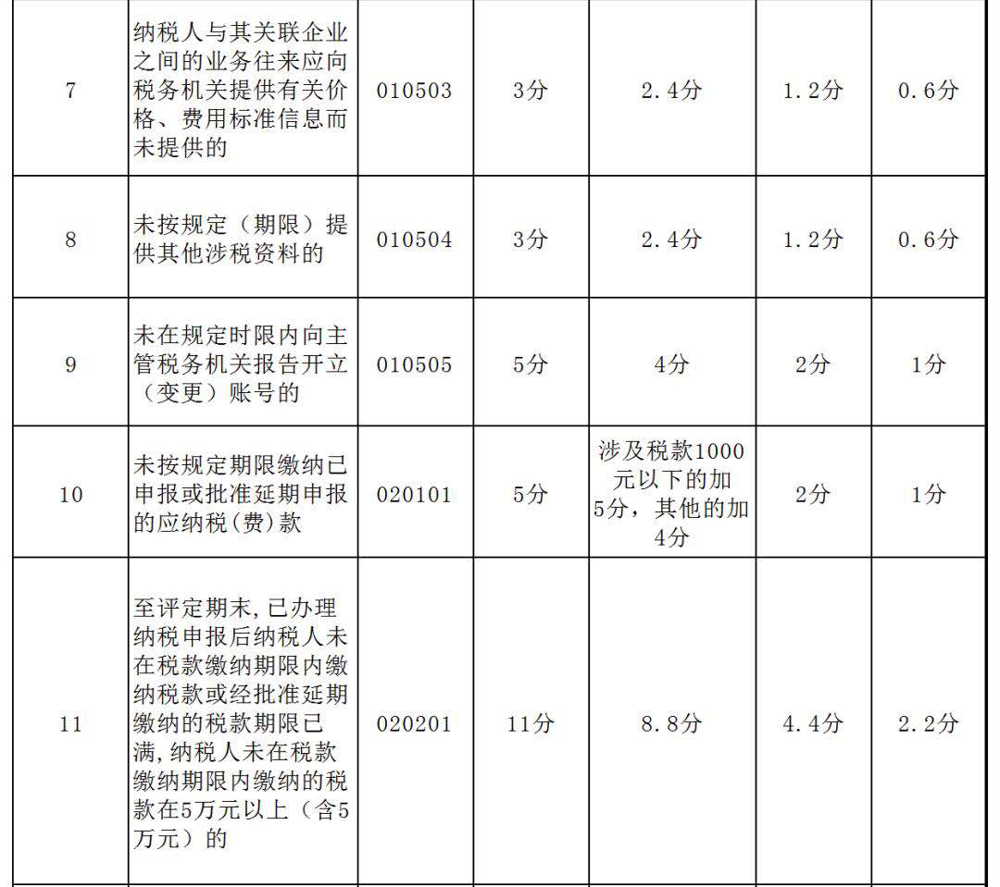 7
纳税人与其关联企业
之间的业务往来应向
税务机关提供有关价
格、费用标准信息而
未提供的
010503
3分
2.4分
1.2分
0.6分
8
未按规定（期限）提
供其他涉税资料的
010504
3分
2.4分
1.2分
0.6分
9
未在规定时限内向主
管税务机关报告开立
（变更）账号的
010505
5分
4分
2分
1分
10
未按规定期限缴纳已
申报或批准延期申报
的应纳税(费)款
020101
5分
涉及税款1000
元以下的加
5分，其他的加
4分
2分
1分
11
至评定期末,已办理
纳税申报后纳税人未
在税款缴纳期限内缴
纳税款或经批准延期
缴纳的税款期限已
满,纳税人未在税款
缴纳期限内缴纳的税
款在5万元以上（含5
万元）的
020201
11分
8.8分
4.4分
2.2分